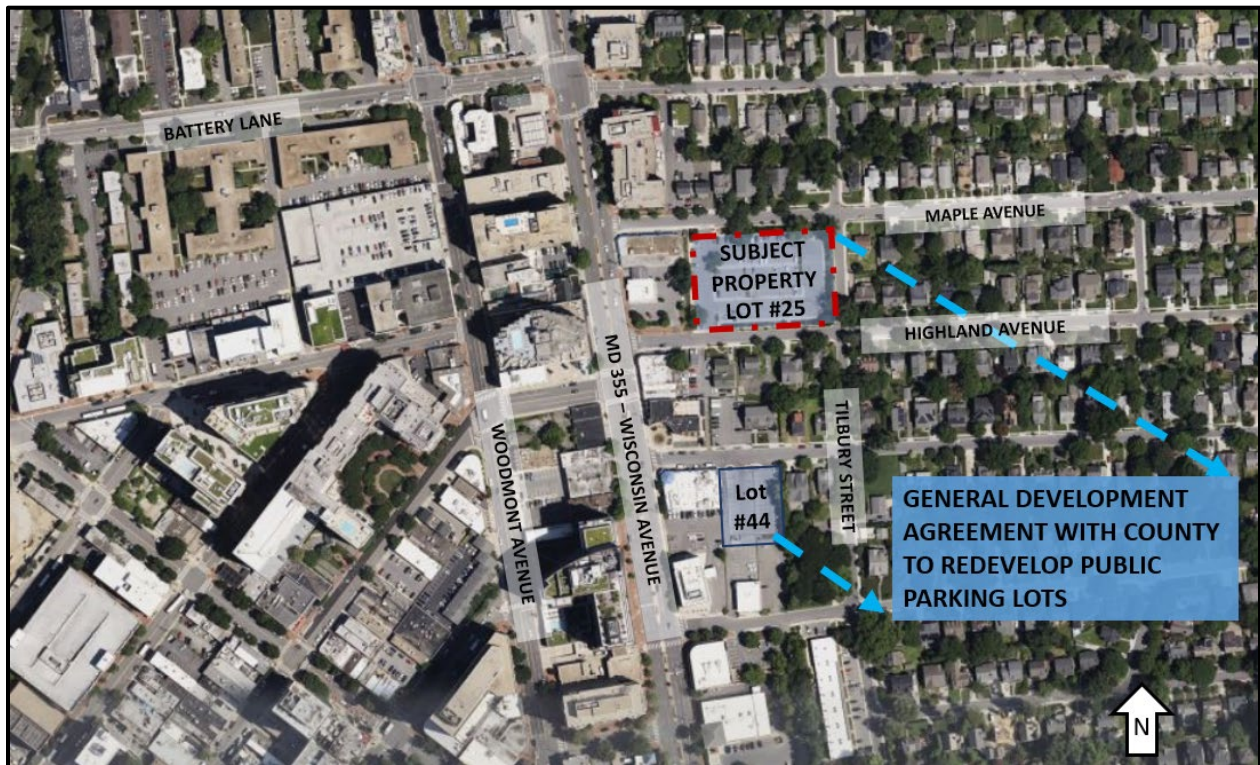 BATTERY LANE
MAPLE AVENUE
SUBJECT
PROPERTY
LOT #25
HIGHLAND AVENUE
MD 355 – WISCONSIN AVENUE
WOODMONT AVENUE
TILBURY STREET
Lot
#44
GENERAL DEVELOPMENT
AGREEMENT WITH COUNTY
TO REDEVELOP PUBLIC
PARKING LOTS
N